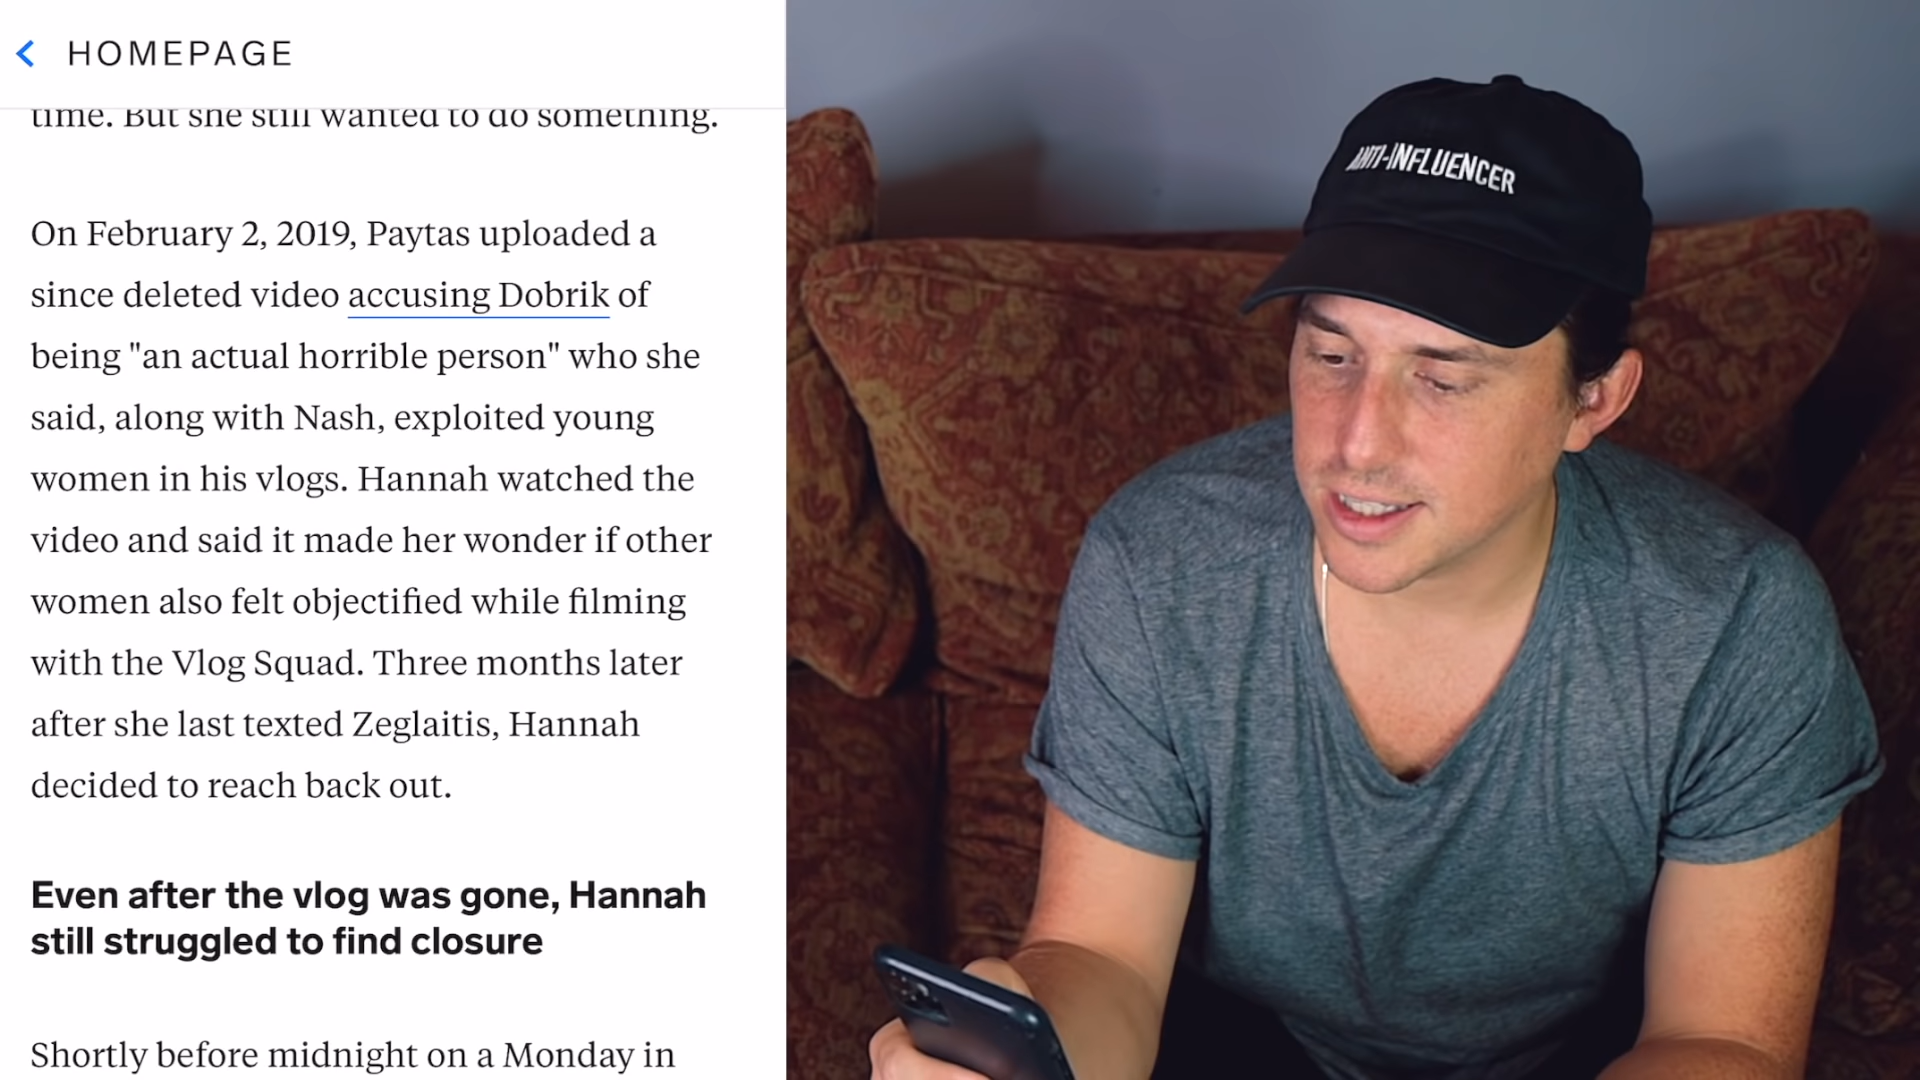 HOMEPAGE
time. But she still wanted to do something.
On February 2, 2019, Paytas uploaded a
since deleted video accusing Dobrik of
being "an actual horrible person" who she
said, along with Nash, exploited young
women in his vlogs. Hannah watched the
video and said it made her wonder if other
women also felt objectified while filming
with the Vlog Squad. Three months later
after she last texted Zeglaitis, Hannah
decided to reach back out.
Even after the vlog was gone, Hannah
still struggled to find closure
Shortly before midnight on a Monday in
ANTI-INFLUENCER